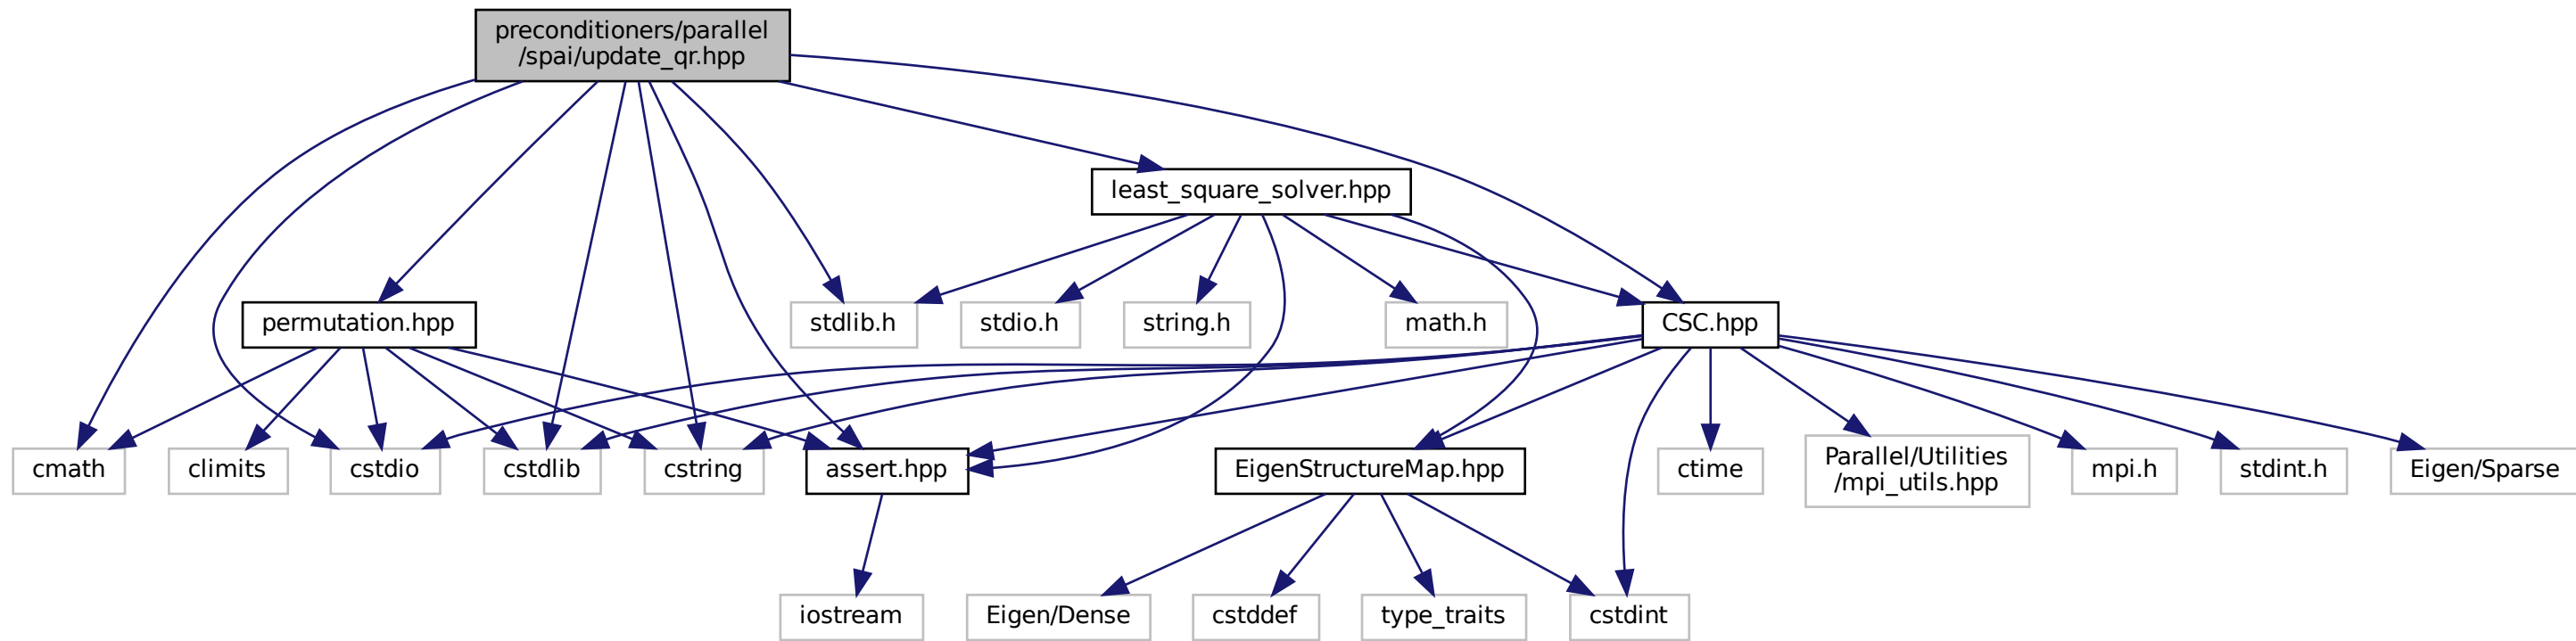 preconditioners/parallel
/spai/update_qr.hpp
least_square_solver.hpp
permutation.hpp
stdlib.h
stdio.h
string.h
math.h
CSC.hpp
cmath
climits
cstdio
cstdlib
cstring
assert.hpp
EigenStructureMap.hpp
ctime
Parallel/Utilities
/mpi_utils.hpp
mpi.h
stdint.h
Eigen/Sparse
iostream
Eigen/Dense
cstddef
type_traits
cstdint